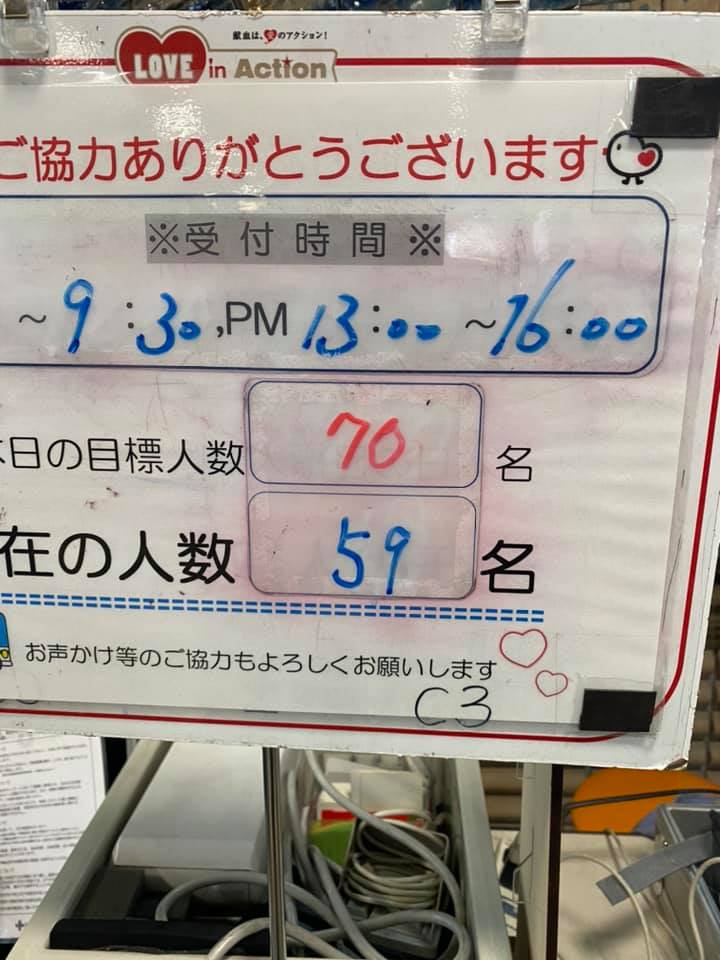 献血は愛のアクション!
LOVE in Action
ご協力ありがとうございます
※受付時間※
~9:30,PM 13:00~16:00
本日の目標人数 70 名
在の人数 59 名
お声かけ等のご協力もよろしくお願いします
C3